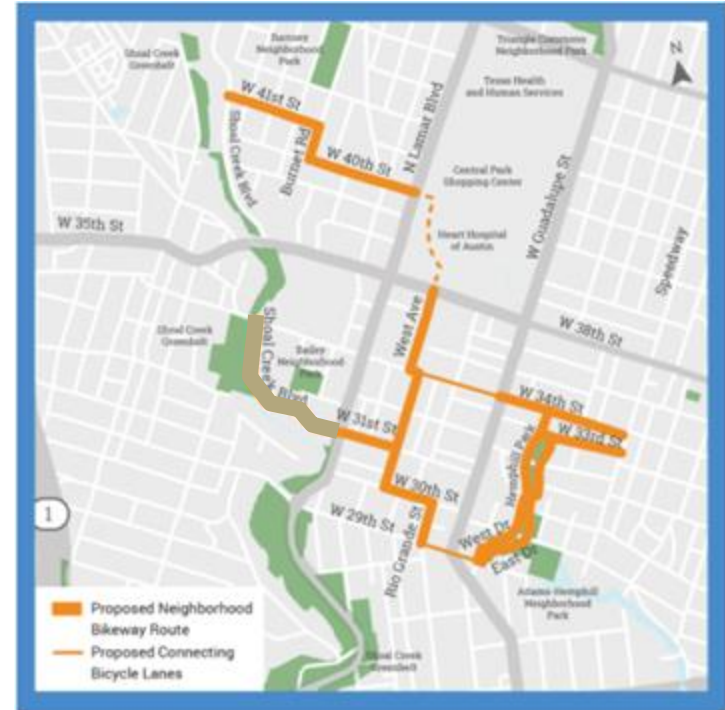 Shoal Creek
Greenbelt
Ramsey
Neighborhood
Park
Triangle Commons
Neighborhood Park
N
Texas Health
and Human Services
W 41st St
Shoal Creek Blvd
Burnet Rd
W 40th St
N Lamar Blvd
Central Park
Shopping Center
W Guadalupe St
W 35th St
Heart Hospital
of Austin
Speedway
Shoal Creek
Greenbelt
Shoal Creek Blvd
Bailey
Neighborhood
Park
West Ave
W 38th St
W 34th St
W 33rd St
W 31st St
Hemphill Park
W 30th St
W 29th St
Rio Grande St
West Dr
East Dr
1
Adams-Hemphill
Neighborhood
Park
Shoal Creek
Greenbelt
Proposed Neighborhood
Bikeway Route
Proposed Connecting
Bicycle Lanes